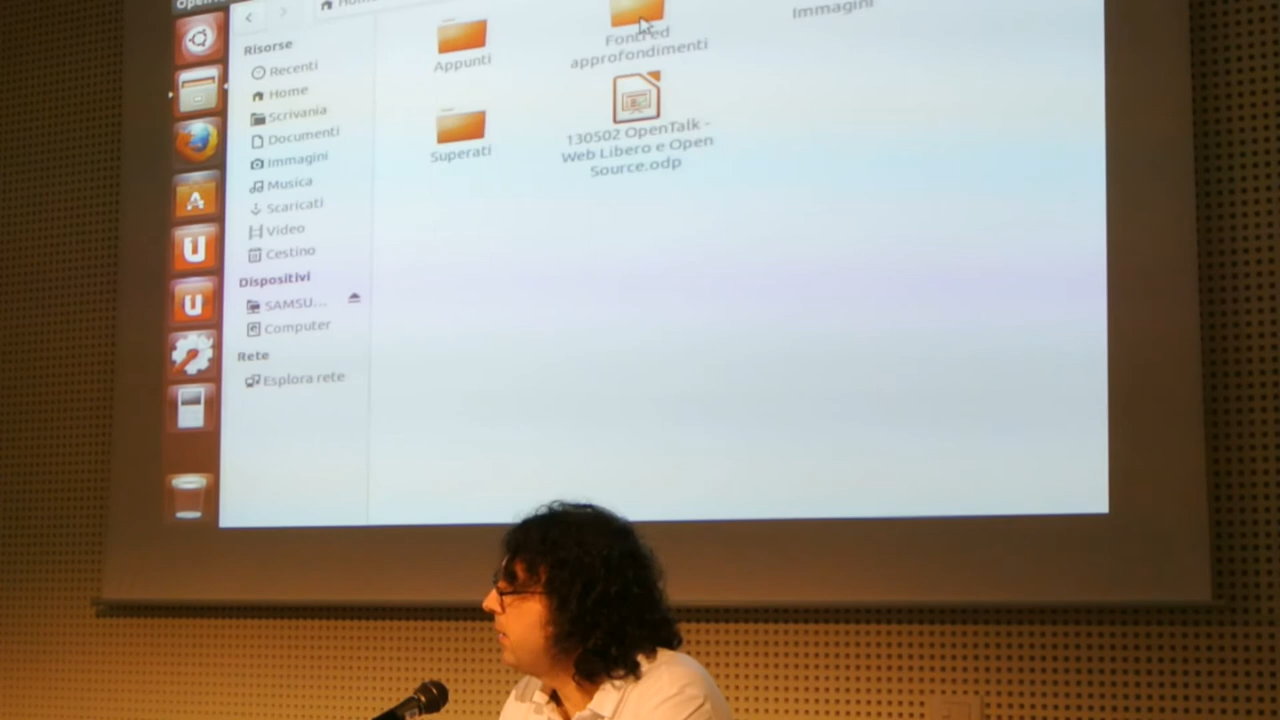 Home
Risorse
Recenti
Home
Scrivania
Documenti
Immagini
Musica
Scaricati
Video
Cestino
Dispositivi
SAMSU...
Computer
Rete
Esplora rete
Appunti
Fonti ed
approfondimenti
Immagini
Superati
130502 OpenTalk -
Web Libero e Open
Source.odp
A
U
u